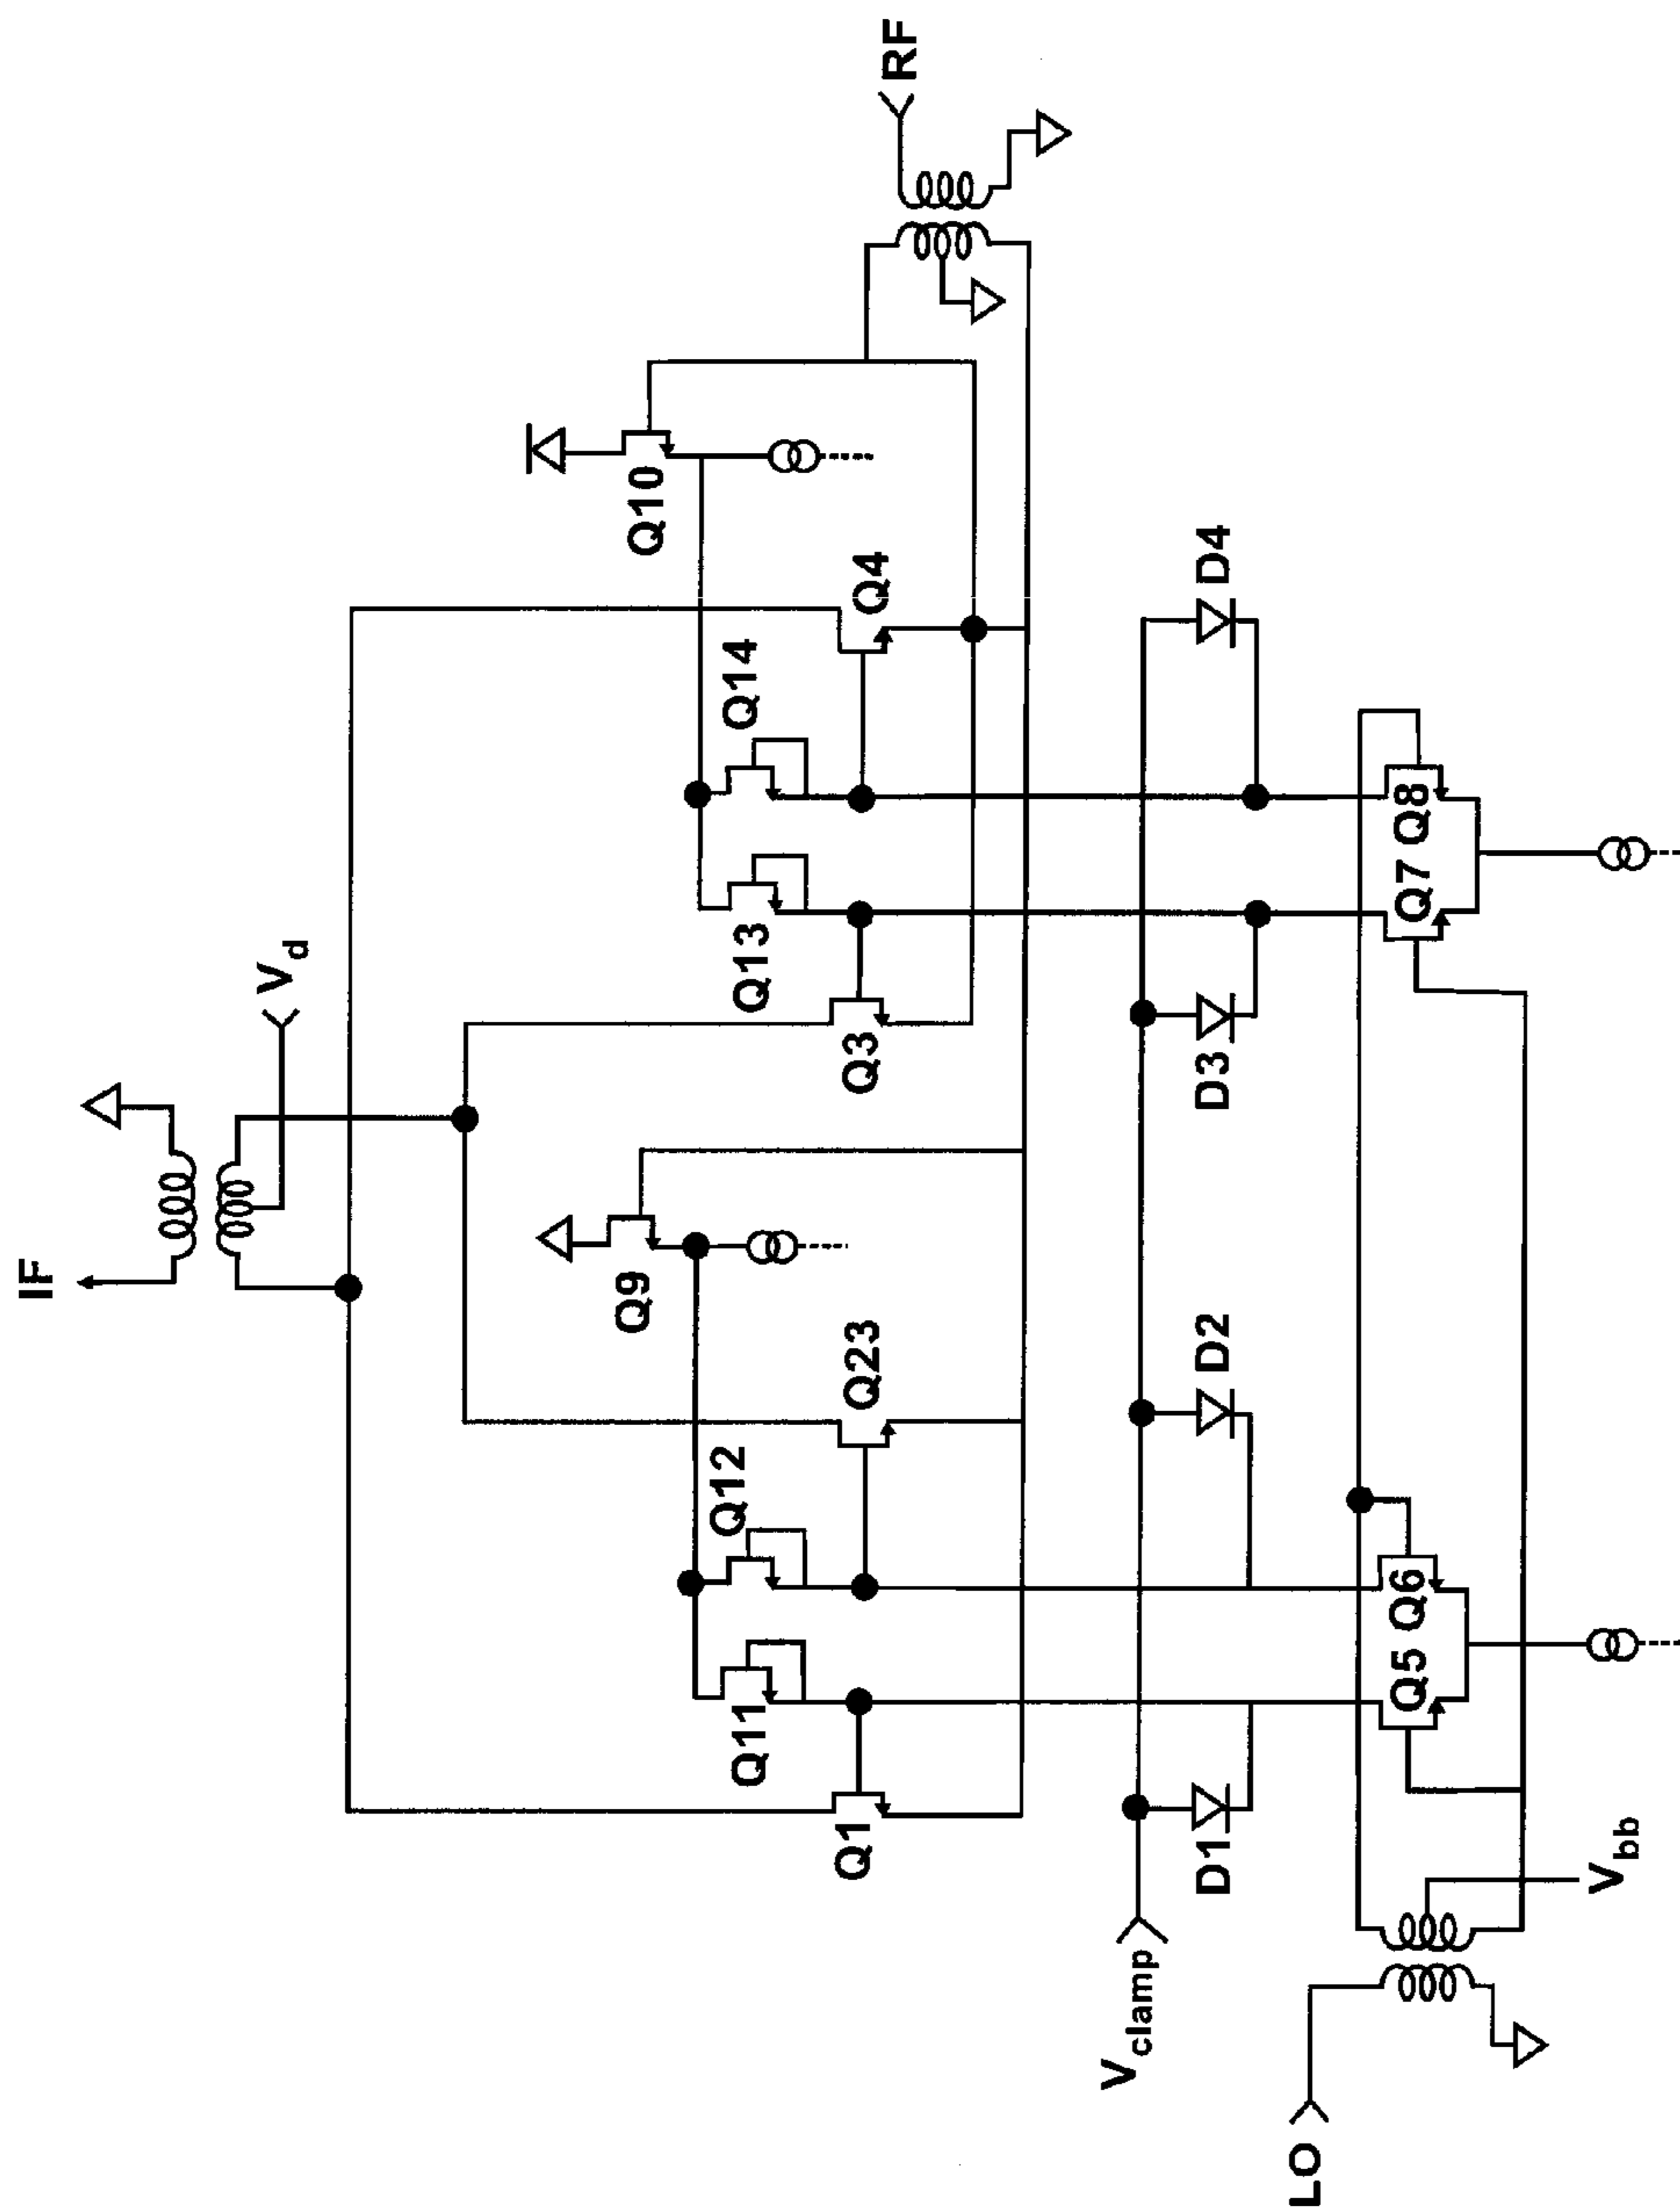 IF
Vd
RF
Q10
Q4
Q14
Q13
Q3
Q9
Q23
Q12
Q11
Q1
D4
D3
D2
D1
Vclamp
Q8
Q7
Q6
Q5
Vbb
LO